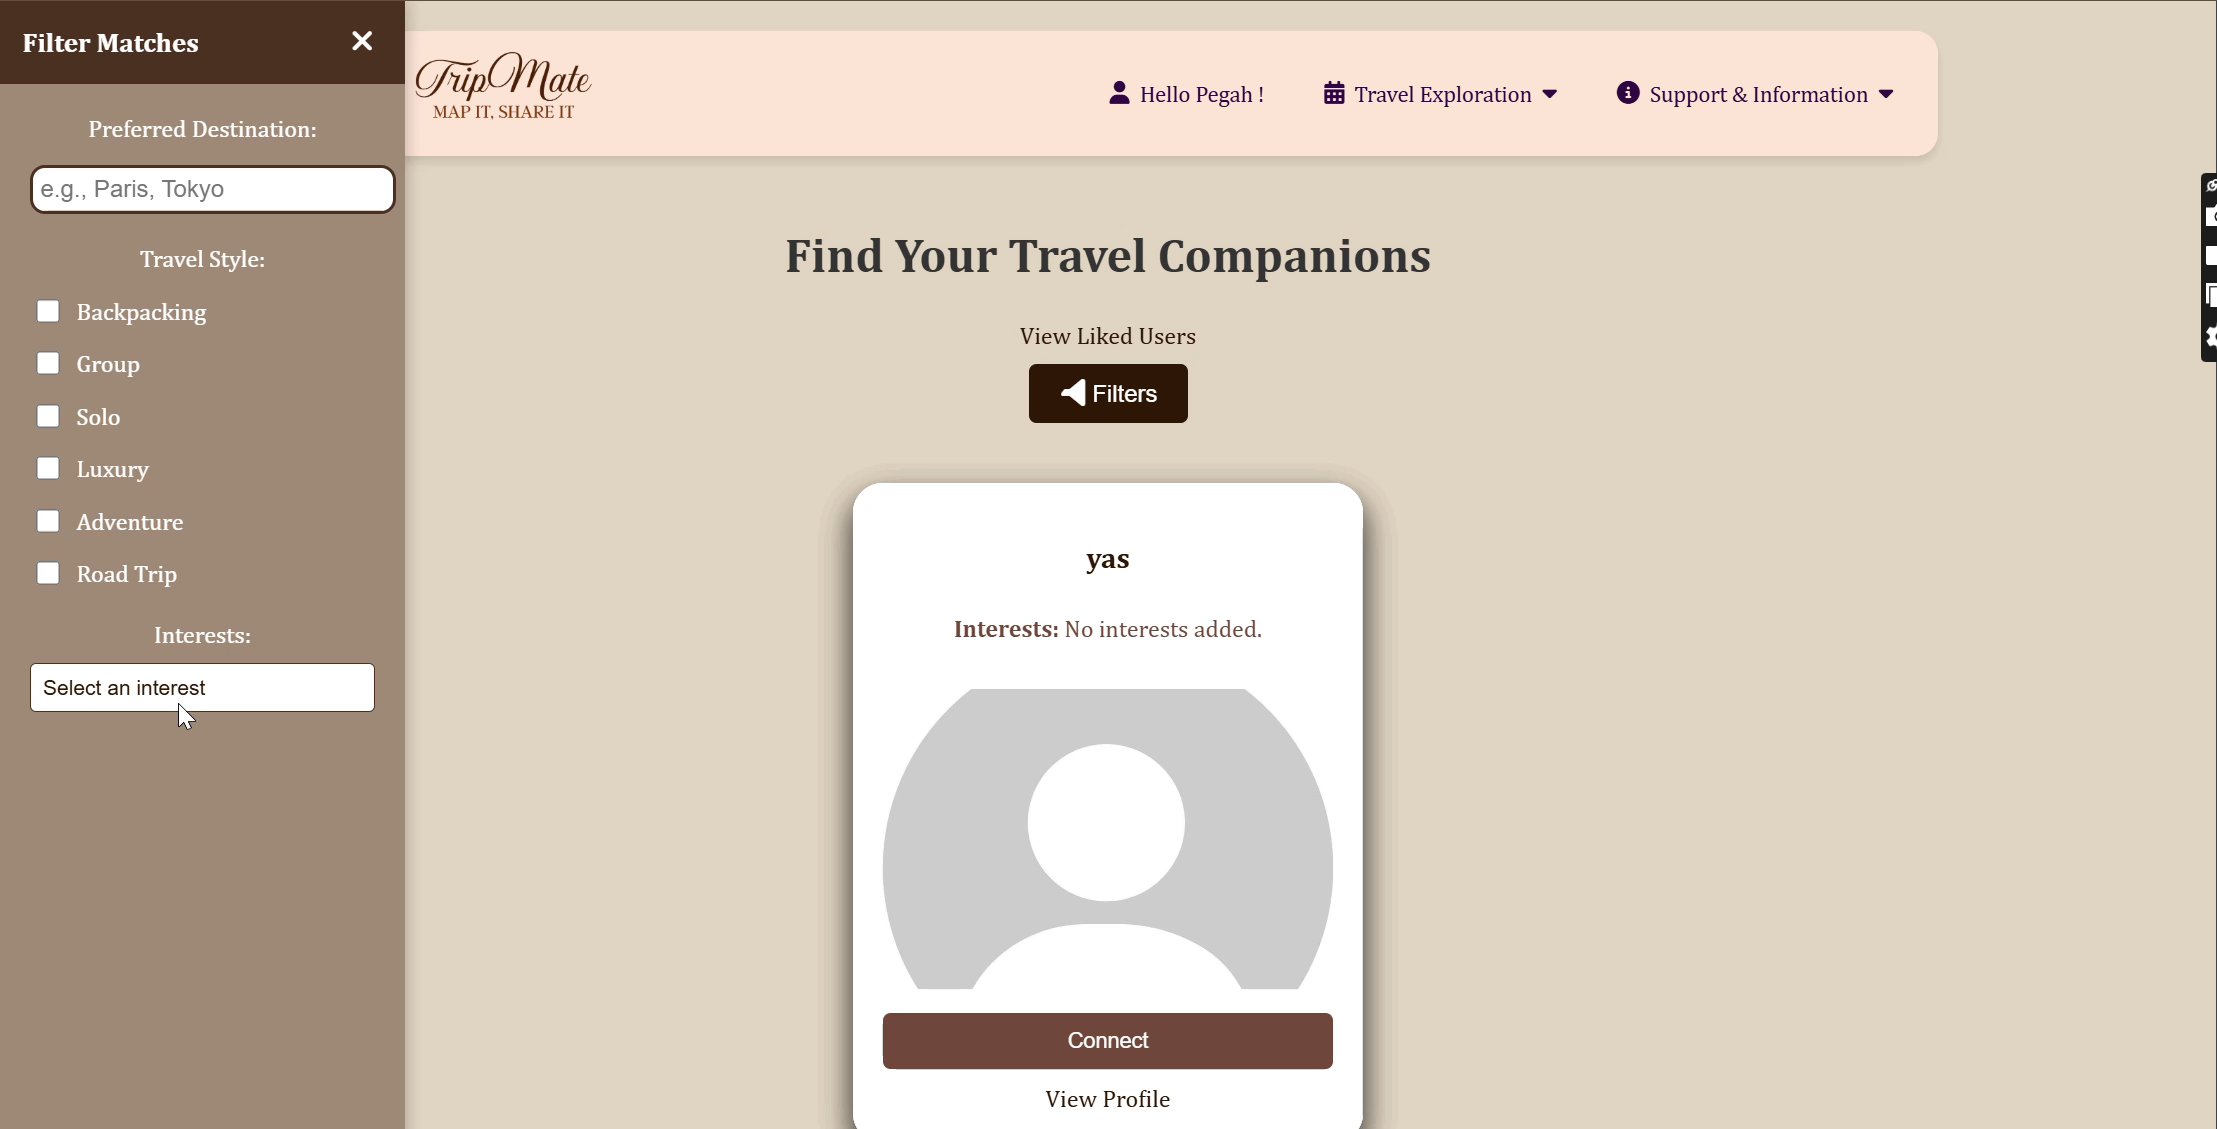 Filter Matches
Preferred Destination:
e.g., Paris, Tokyo
Travel Style:
Backpacking
Group
Solo
Luxury
Adventure
Road Trip
Interests:
Select an interest
TripMate
MAP IT, SHARE IT
Hello Pegah !
Travel Exploration
Support & Information
Find Your Travel Companions
View Liked Users
Filters
yas
Interests: No interests added.
Connect
View Profile